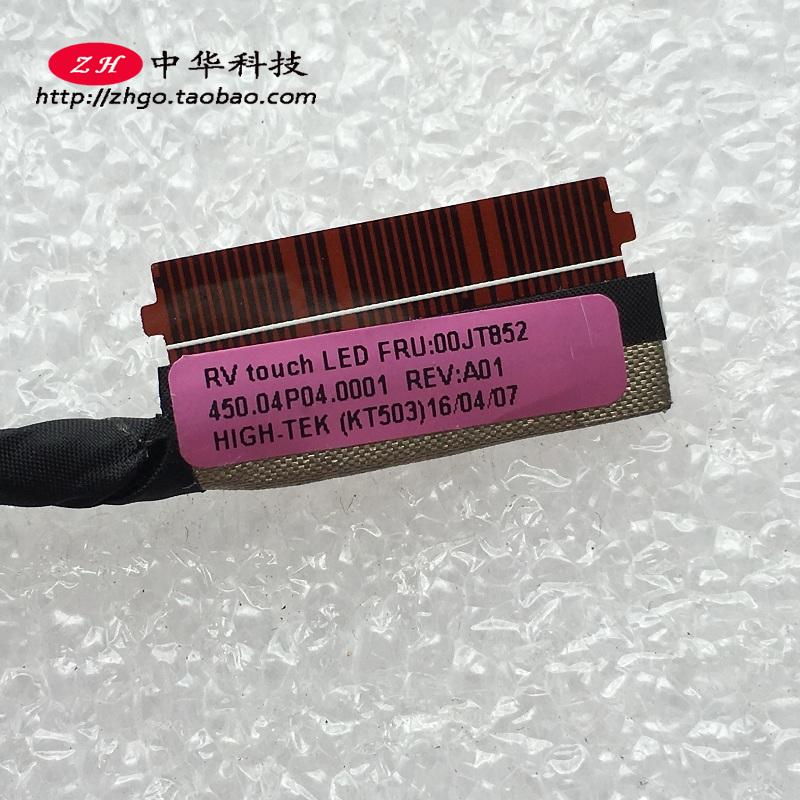 ZH 中华科技
http://zhgo.taobao.com
RV touch LED FRU:00JT852
450.04P04.0001 REV:A01
HIGH-TEK (KT503)16/04/07